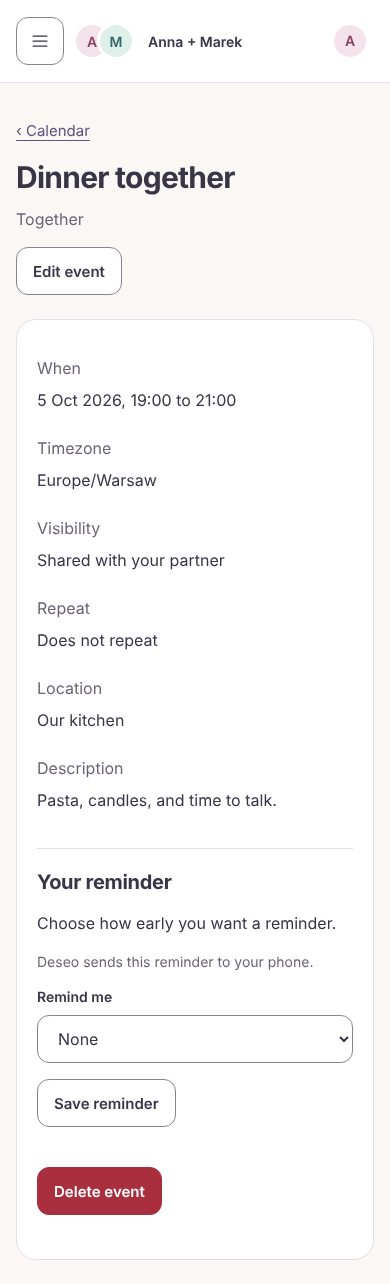 A M Anna + Marek A
‹ Calendar
Dinner together
Together
Edit event
When
5 Oct 2026, 19:00 to 21:00
Timezone
Europe/Warsaw
Visibility
Shared with your partner
Repeat
Does not repeat
Location
Our kitchen
Description
Pasta, candles, and time to talk.
Your reminder
Choose how early you want a reminder.
Deseo sends this reminder to your phone.
Remind me
None
Save reminder
Delete event